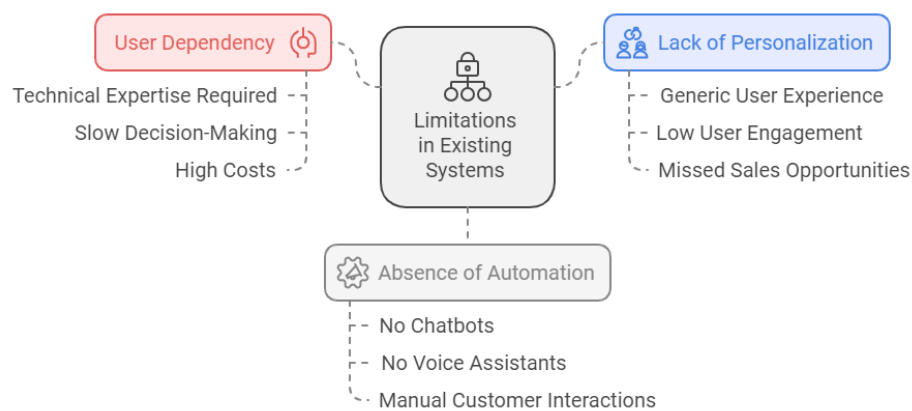 User Dependency
Technical Expertise Required
Slow Decision-Making
High Costs
Limitations
in Existing
Systems
Lack of Personalization
Generic User Experience
Low User Engagement
Missed Sales Opportunities
Absence of Automation
No Chatbots
No Voice Assistants
Manual Customer Interactions